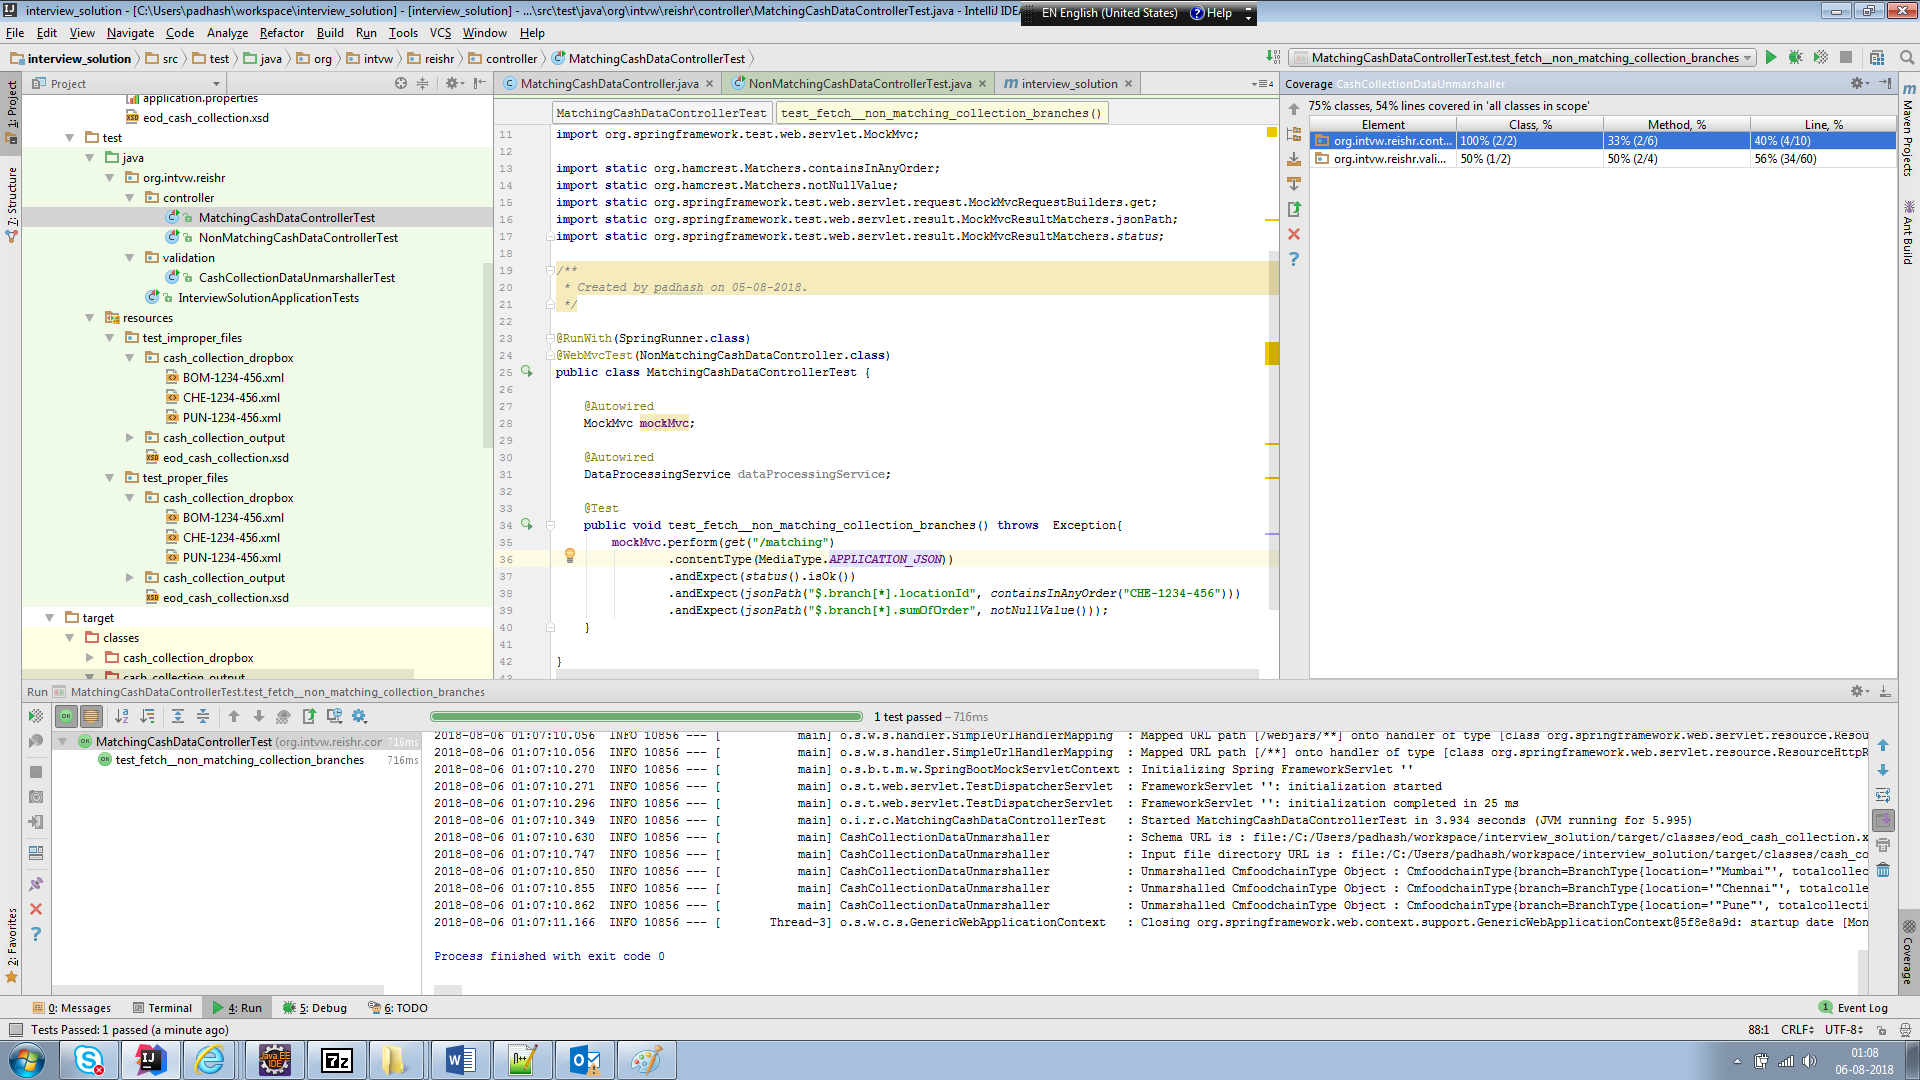 interview_solution - [C:\Users\padhash\workspace\interview_solution] - [interview_solution] - ...\src\test\java\org\intvw\reishr\controller\MatchingCashDataControllerTest.java - IntelliJ IDEA
EN English (United States) Help
File Edit View Navigate Code Analyze Refactor Build Run Tools VCS Window Help
interview_solution src test java org intvw reishr controller MatchingCashDataControllerTest
MatchingCashDataControllerTest.test_fetch__non_matching_collection_branches
Project
MatchingCashDataController.java NonMatchingCashDataControllerTest.java interview_solution
Coverage CashCollectionDataUnmarshaller
1: Project
7: Structure
2: Favorites
application.properties
eod_cash_collection.xsd
test
java
org.intvw.reishr
controller
MatchingCashDataControllerTest
NonMatchingCashDataControllerTest
validation
CashCollectionDataUnmarshallerTest
InterviewSolutionApplicationTests
resources
test_improper_files
cash_collection_dropbox
BOM-1234-456.xml
CHE-1234-456.xml
PUN-1234-456.xml
cash_collection_output
eod_cash_collection.xsd
test_proper_files
cash_collection_dropbox
BOM-1234-456.xml
CHE-1234-456.xml
PUN-1234-456.xml
cash_collection_output
eod_cash_collection.xsd
target
classes
cash_collection_dropbox
cash_collection_output
MatchingCashDataControllerTest test_fetch__non_matching_collection_branches()
11 import org.springframework.test.web.servlet.MockMvc;
12
13 import static org.hamcrest.Matchers.containsInAnyOrder;
14 import static org.hamcrest.Matchers.notNullValue;
15 import static org.springframework.test.web.servlet.request.MockMvcRequestBuilders.get;
16 import static org.springframework.test.web.servlet.result.MockMvcResultMatchers.jsonPath;
17 import static org.springframework.test.web.servlet.result.MockMvcResultMatchers.status;
18
19 /**
20 * Created by padhash on 05-08-2018.
21 */
22
23 @RunWith(SpringRunner.class)
24 @WebMvcTest(NonMatchingCashDataController.class)
25 public class MatchingCashDataControllerTest {
26
27 @Autowired
28 MockMvc mockMvc;
29
30 @Autowired
31 DataProcessingService dataProcessingService;
32
33 @Test
34 public void test_fetch__non_matching_collection_branches() throws Exception{
35 mockMvc.perform(get("/matching")
36 .contentType(MediaType.APPLICATION_JSON))
37 .andExpect(status().isOk())
38 .andExpect(jsonPath("$.branch[*].locationId", containsInAnyOrder("CHE-1234-456")))
39 .andExpect(jsonPath("$.branch[*].sumOfOrder", notNullValue()));
40 }
41
42 }
75% classes, 54% lines covered in 'all classes in scope'
Element Class, % Method, % Line, %
org.intvw.reishr.cont... 100% (2/2) 33% (2/6) 40% (4/10)
org.intvw.reishr.vali... 50% (1/2) 50% (2/4) 56% (34/60)
Maven Projects
Ant Build
Coverage
Run MatchingCashDataControllerTest.test_fetch__non_matching_collection_branches
1 test passed – 716ms
MatchingCashDataControllerTest (org.intvw.reishr.cor 716ms
test_fetch__non_matching_collection_branches 716ms
2018-08-06 01:07:10.056 INFO 10856 --- [ main] o.s.w.s.handler.SimpleUrlHandlerMapping : Mapped URL path [/webjars/**] onto handler of type [class org.springframework.web.servlet.resource.Resou
2018-08-06 01:07:10.056 INFO 10856 --- [ main] o.s.w.s.handler.SimpleUrlHandlerMapping : Mapped URL path [/**] onto handler of type [class org.springframework.web.servlet.resource.ResourceHttpR
2018-08-06 01:07:10.270 INFO 10856 --- [ main] o.s.b.t.m.w.SpringBootMockServletContext : Initializing Spring FrameworkServlet ''
2018-08-06 01:07:10.271 INFO 10856 --- [ main] o.s.t.web.servlet.TestDispatcherServlet : FrameworkServlet '': initialization started
2018-08-06 01:07:10.296 INFO 10856 --- [ main] o.s.t.web.servlet.TestDispatcherServlet : FrameworkServlet '': initialization completed in 25 ms
2018-08-06 01:07:10.349 INFO 10856 --- [ main] o.i.r.c.MatchingCashDataControllerTest : Started MatchingCashDataControllerTest in 3.934 seconds (JVM running for 5.995)
2018-08-06 01:07:10.630 INFO 10856 --- [ main] CashCollectionDataUnmarshaller : Schema URL is : file:/C:/Users/padhash/workspace/interview_solution/target/classes/eod_cash_collection.x
2018-08-06 01:07:10.747 INFO 10856 --- [ main] CashCollectionDataUnmarshaller : Input file directory URL is : file:/C:/Users/padhash/workspace/interview_solution/target/classes/cash_co
2018-08-06 01:07:10.850 INFO 10856 --- [ main] CashCollectionDataUnmarshaller : Unmarshalled CmfoodchainType Object : CmfoodchainType{branch=BranchType{location='"Mumbai"', totalcollec
2018-08-06 01:07:10.855 INFO 10856 --- [ main] CashCollectionDataUnmarshaller : Unmarshalled CmfoodchainType Object : CmfoodchainType{branch=BranchType{location='"Chennai"', totalcolle
2018-08-06 01:07:10.862 INFO 10856 --- [ main] CashCollectionDataUnmarshaller : Unmarshalled CmfoodchainType Object : CmfoodchainType{branch=BranchType{location='"Pune"', totalcollecti
2018-08-06 01:07:11.166 INFO 10856 --- [ Thread-3] o.s.w.c.s.GenericWebApplicationContext : Closing org.springframework.web.context.support.GenericWebApplicationContext@5f8e8a9d: startup date [Mon
Process finished with exit code 0
0: Messages Terminal 4: Run 5: Debug 6: TODO 1 Event Log
Tests Passed: 1 passed (a minute ago) 88:1 CRLF UTF-8
01:08
06-08-2018